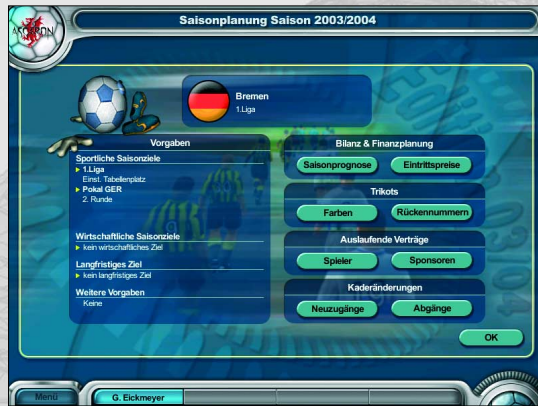 ASCARON
Saisonplanung Saison 2003/2004
Bremen
1.Liga
Vorgaben
Sportliche Saisonziele
1.Liga
Einst. Tabellenplatz
Pokal GER
2. Runde
Wirtschaftliche Saisonziele
kein wirtschaftliches Ziel
Langfristiges Ziel
kein langfristiges Ziel
Weitere Vorgaben
Keine
Bilanz & Finanzplanung
Saisonprognose Eintrittspreise
Trikots
Farben Rückennummern
Auslaufende Verträge
Spieler Sponsoren
Kaderänderungen
Neuzugänge Abgänge
OK
Menü G. Eickmeyer